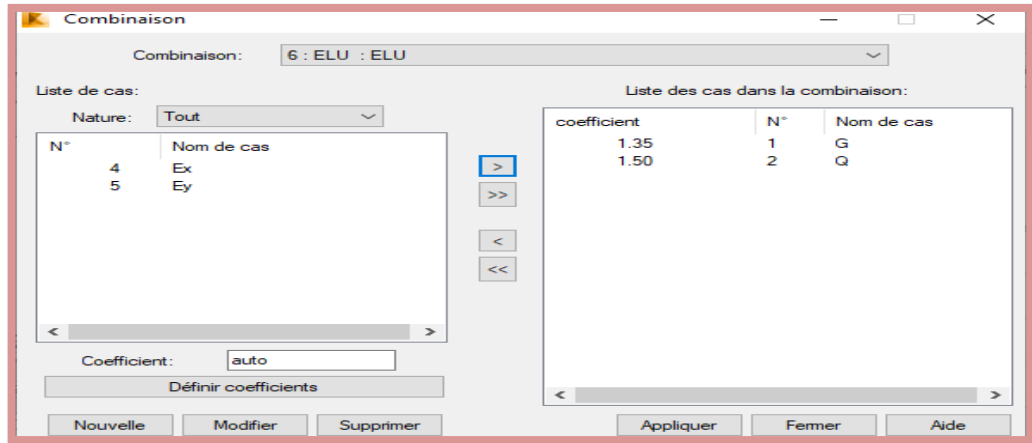 Combinaison
Combinaison: 6 : ELU : ELU
Liste de cas:
Nature: Tout
N° Nom de cas
4 Ex
5 Ey
Coefficient: auto
Définir coefficients
Nouvelle Modifier Supprimer
>
>>
<
<<
Liste des cas dans la combinaison:
coefficient N° Nom de cas
1.35 1 G
1.50 2 Q
Appliquer Fermer Aide